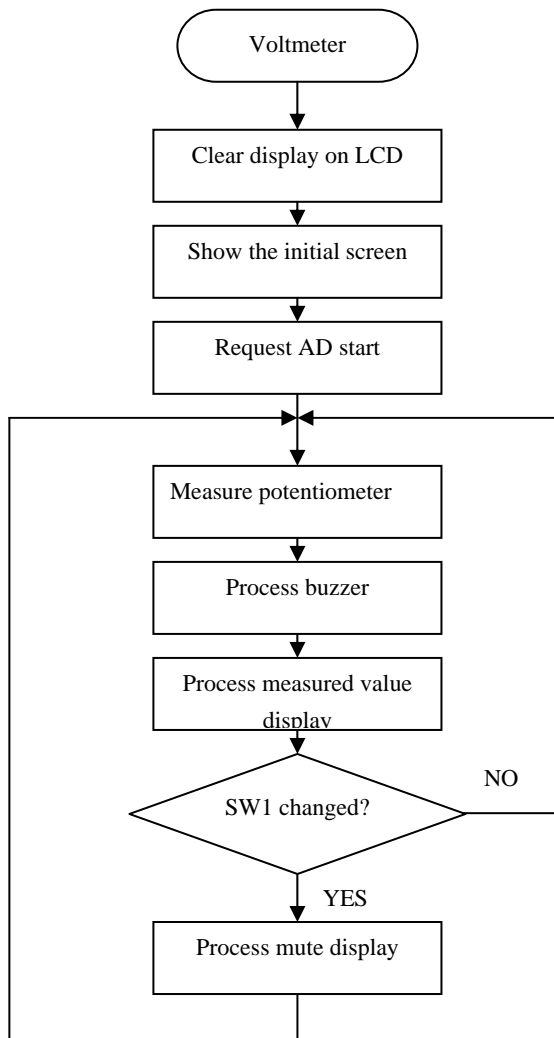 Voltmeter
Clear display on LCD
Show the initial screen
Request AD start
Measure potentiometer
Process buzzer
Process measured value
display
SW1 changed?
NO
YES
Process mute display